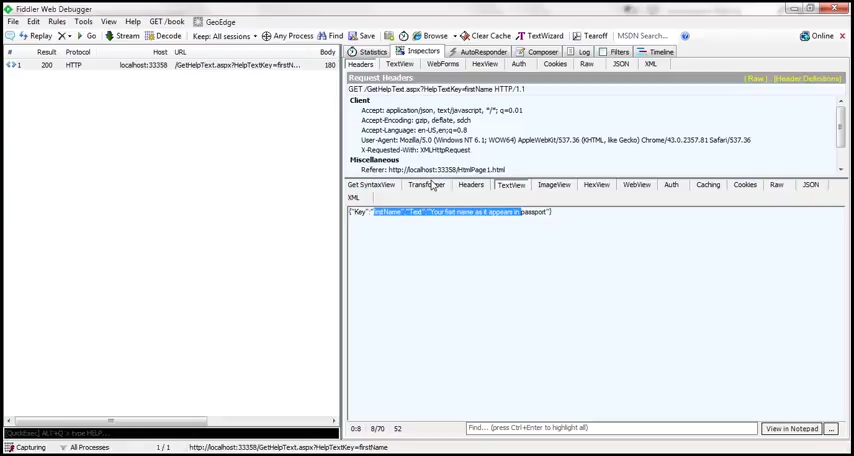 Fiddler Web Debugger
File Edit Rules Tools View Help GET /book GeoEdge
Replay Go Stream Decode Keep: All sessions Any Process Find Save Browse Clear Cache TextWizard Tearoff MSDN Search... Online
# Result Protocol Host URL Body
1 200 HTTP localhost:33358 /GetHelpText.aspx?HelpTextKey=firstN... 180
Statistics Inspectors AutoResponder Composer Log Filters Timeline
Headers TextView WebForms HexView Auth Cookies Raw JSON XML
Request Headers [ Raw ] [Header Definitions]
GET /GetHelpText.aspx?HelpTextKey=firstName HTTP/1.1
Client
Accept: application/json, text/javascript, */*; q=0.01
Accept-Encoding: gzip, deflate, sdch
Accept-Language: en-US,en;q=0.8
User-Agent: Mozilla/5.0 (Windows NT 6.1; WOW64) AppleWebKit/537.36 (KHTML, like Gecko) Chrome/43.0.2357.81 Safari/537.36
X-Requested-With: XMLHttpRequest
Miscellaneous
Referer: http://localhost:33358/HtmlPage1.html
Get SyntaxView Transformer Headers TextView ImageView HexView WebView Auth Caching Cookies Raw JSON
XML
{"Key":"firstName","Text":"Your fist name as it appears in passport"}
0:8 8/70 52 Find... (press Ctrl+Enter to highlight all) View in Notepad ...
[QuickExec] ALT+Q > type HELP...
Capturing All Processes 1 / 1 http://localhost:33358/GetHelpText.aspx?HelpTextKey=firstName